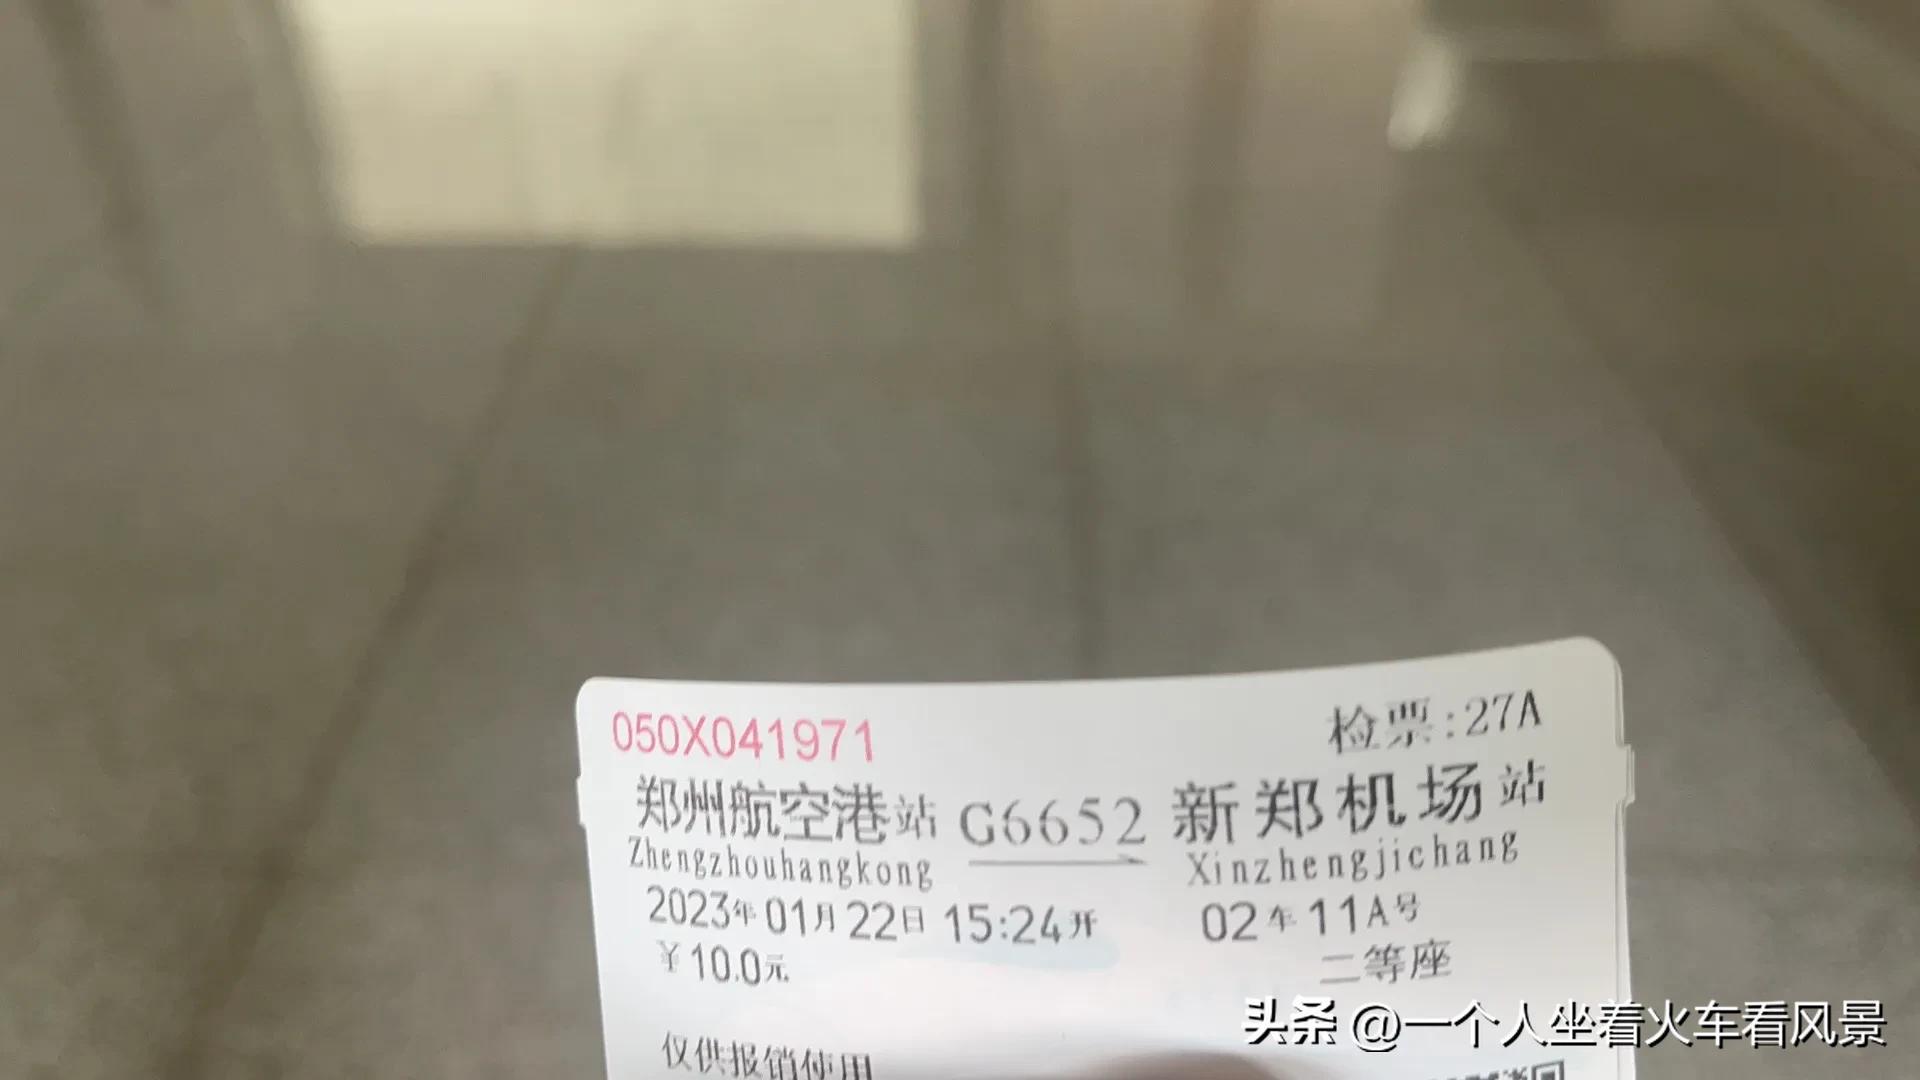 050X041971 检票:27A
郑州航空港站 G6652 新郑机场站
Zhengzhouhangkong Xinzhengjichang
2023年01月22日 15:24开 02车11A号
¥10.0元 二等座
仅供报销使用
头条 @一个人坐着火车看风景